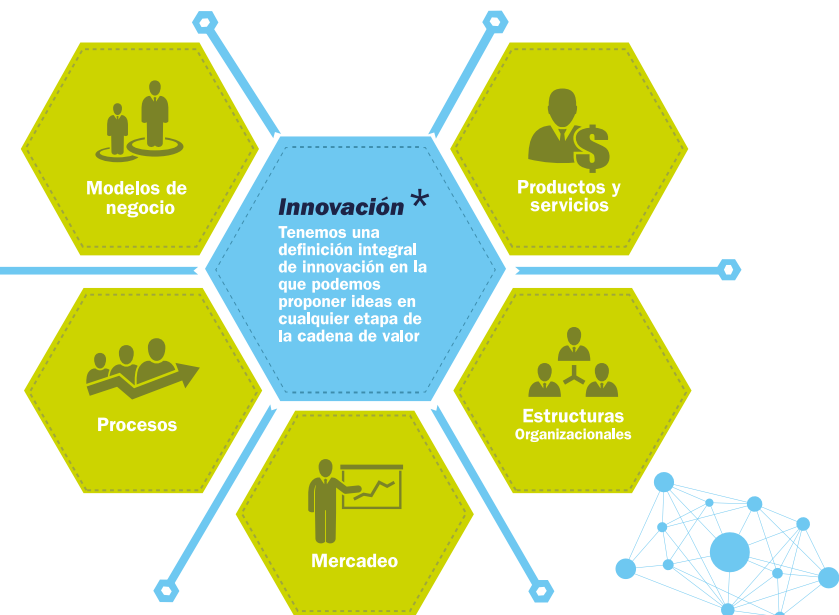 Modelos de
negocio
Productos y
servicios
Innovación *
Tenemos una
definición integral
de innovación en la
que podemos
proponer ideas en
cualquier etapa de
la cadena de valor
Procesos
Estructuras
Organizacionales
Mercadeo